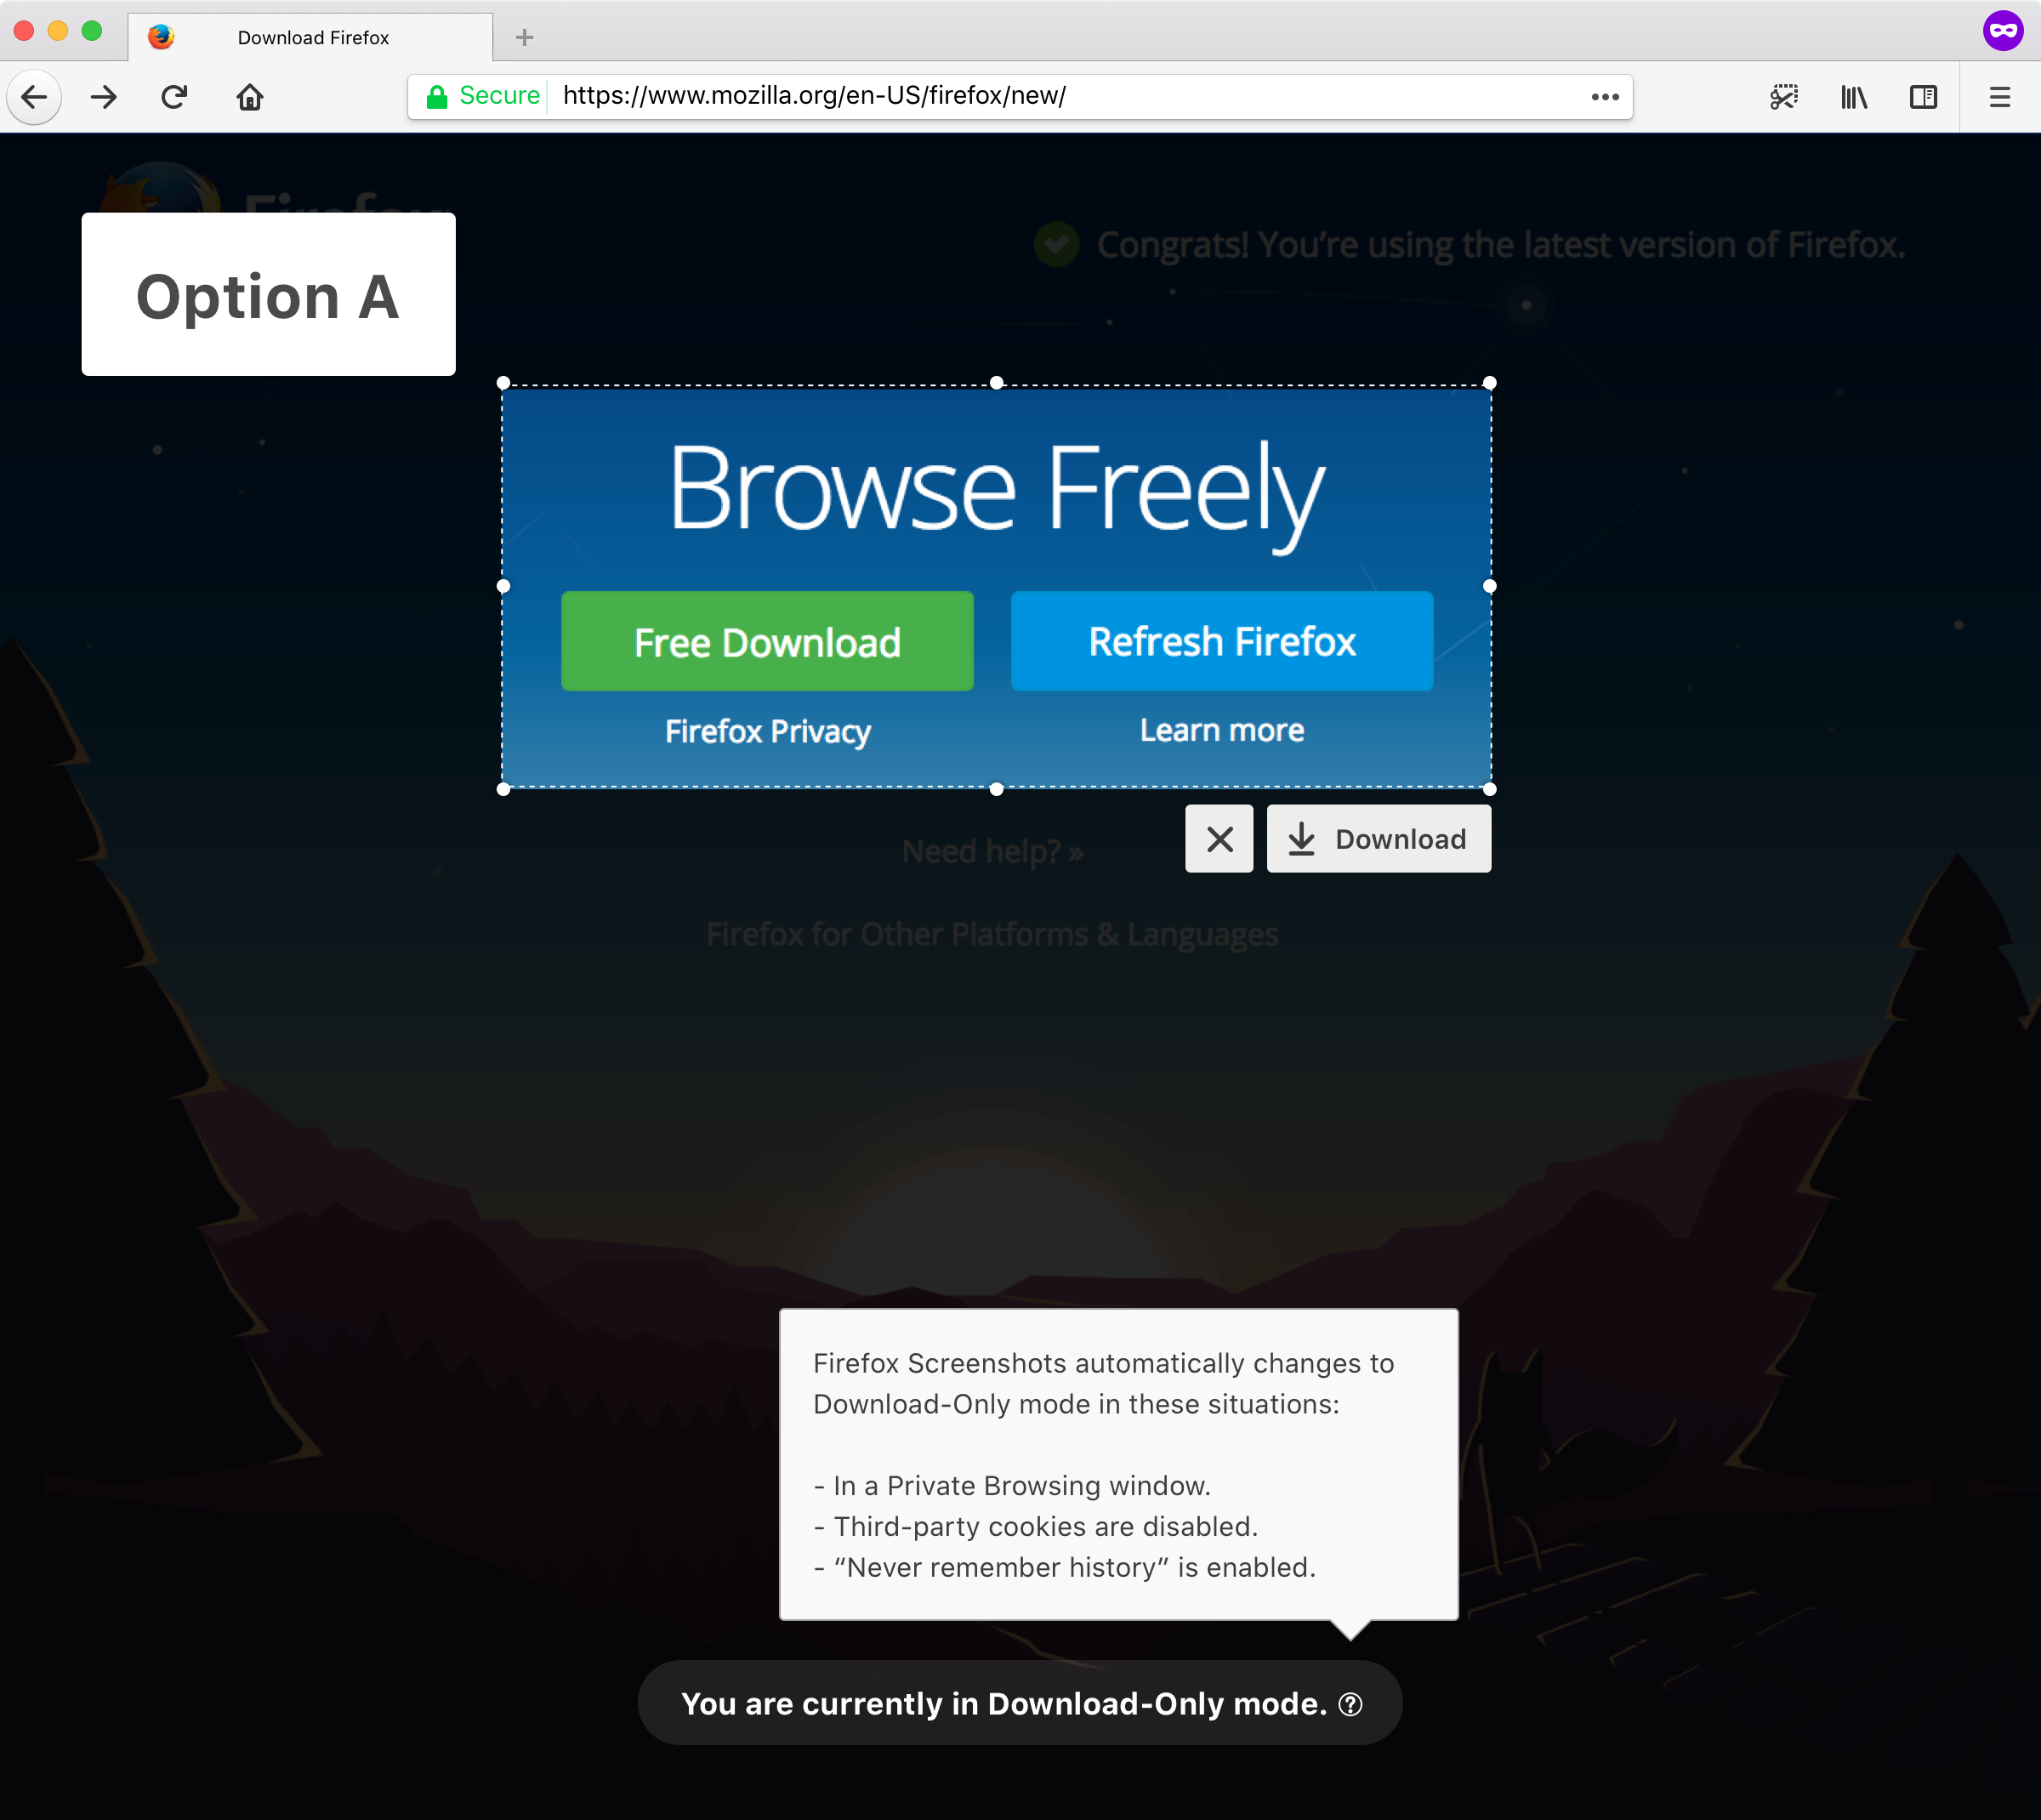 Download Firefox
Secure
https://www.mozilla.org/en-US/firefox/new/
Firefox
Congrats! You’re using the latest version of Firefox.
Option A
Browse Freely
Free Download
Refresh Firefox
Firefox Privacy
Learn more
Download
Need help? »
Firefox for Other Platforms & Languages
Firefox Screenshots automatically changes to
Download-Only mode in these situations:
- In a Private Browsing window.
- Third-party cookies are disabled.
- “Never remember history” is enabled.
You are currently in Download-Only mode.